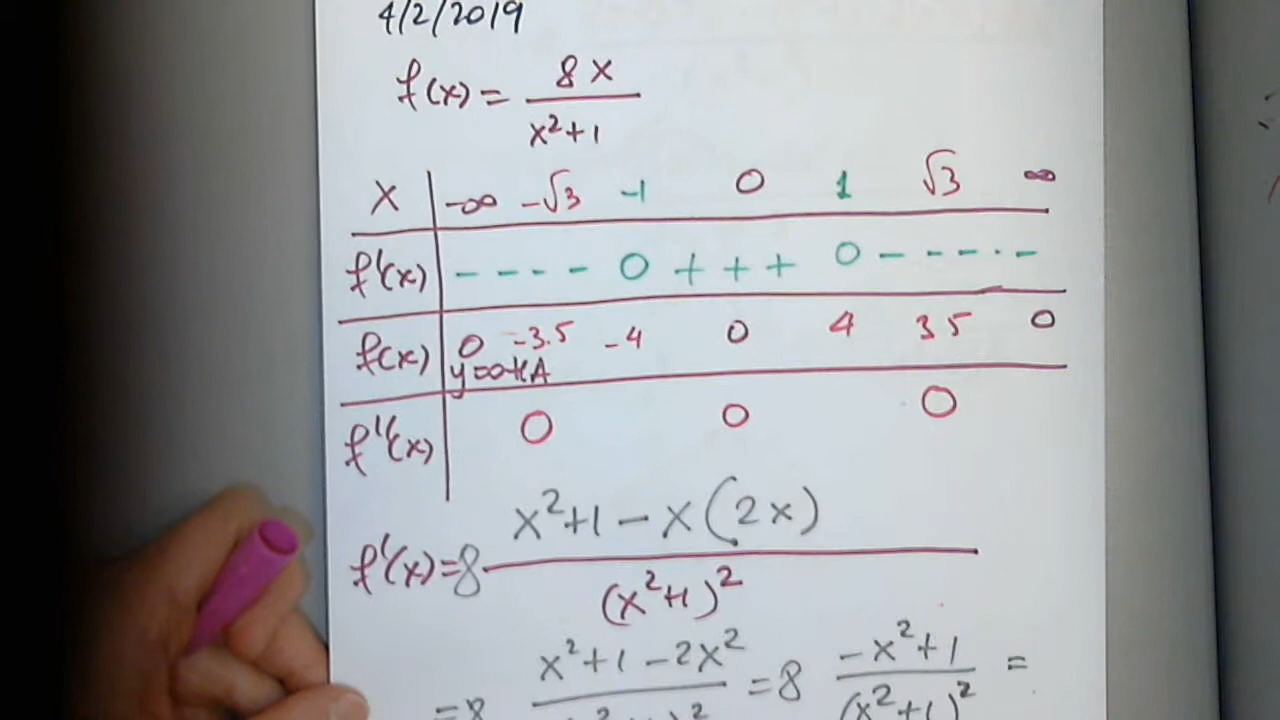 4/2/2019
f(x) = 8x / x²+1
x | -∞ -√3 -1 0 1 √3 ∞
f'(x) | - - - - 0 + + + 0 - - - - -
f(x) | 0 -3.5 -4 0 4 3.5 0
y=0 HA
f''(x) | 0 0 0
f'(x) = 8 x²+1 - x(2x) / (x²+1)²
= 8 x²+1-2x² / = 8 -x²+1 / (x²+1)² =